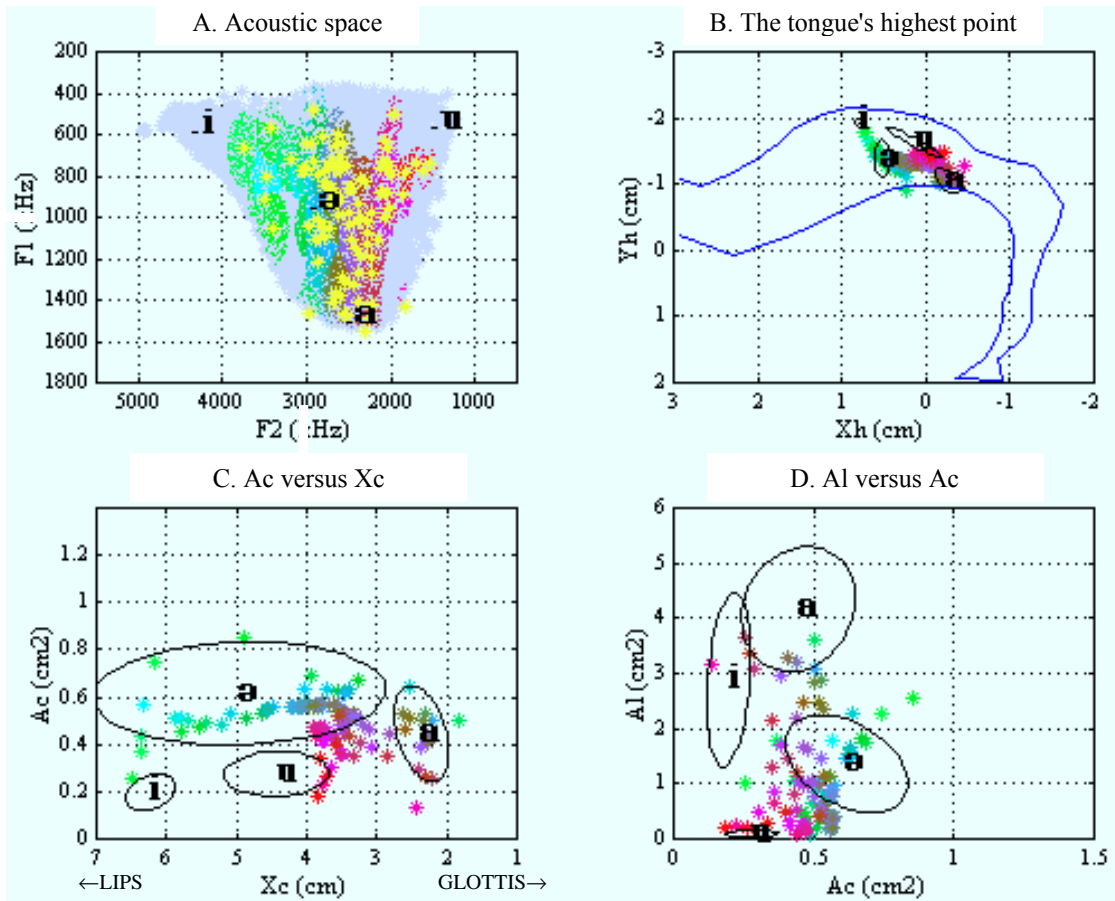 A. Acoustic space
200
400
600
800
1000
1200
1400
1600
1800
F1 (kHz)
i
u
ə
a
5000 4000 3000 2000 1000
F2 (kHz)
B. The tongue's highest point
-3
-2
-1
0
1
2
Yh (cm)
i
u
ə
a
3 2 1 0 -1 -2
Xh (cm)
C. Ac versus Xc
1.2
1
0.8
0.6
0.4
0.2
0
Ac (cm2)
ə
a
u
i
7 6 5 4 3 2 1
←LIPS Xc (cm) GLOTTIS→
D. Al versus Ac
6
5
4
3
2
1
0
Al (cm2)
a
i
ə
u
0 0.5 1 1.5
Ac (cm2)